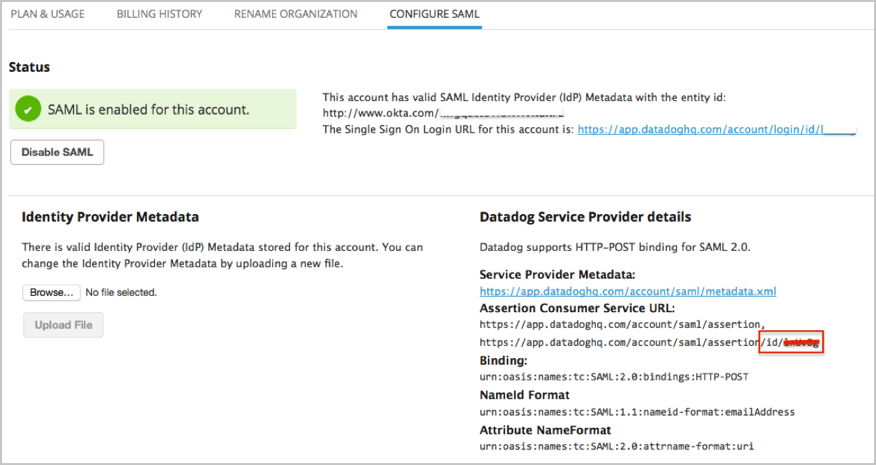 PLAN & USAGE BILLING HISTORY RENAME ORGANIZATION CONFIGURE SAML
Status
SAML is enabled for this account.
Disable SAML
This account has valid SAML Identity Provider (IdP) Metadata with the entity id:
http://www.okta.com/
The Single Sign On Login URL for this account is: https://app.datadoghq.com/account/login/id/
Identity Provider Metadata
There is valid Identity Provider (IdP) Metadata stored for this account. You can
change the Identity Provider Metadata by uploading a new file.
Browse... No file selected.
Upload File
Datadog Service Provider details
Datadog supports HTTP-POST binding for SAML 2.0.
Service Provider Metadata:
https://app.datadoghq.com/account/saml/metadata.xml
Assertion Consumer Service URL:
https://app.datadoghq.com/account/saml/assertion,
https://app.datadoghq.com/account/saml/assertion/id/
Binding:
urn:oasis:names:tc:SAML:2.0:bindings:HTTP-POST
NameId Format
urn:oasis:names:tc:SAML:1.1:nameid-format:emailAddress
Attribute NameFormat
urn:oasis:names:tc:SAML:2.0:attrname-format:uri